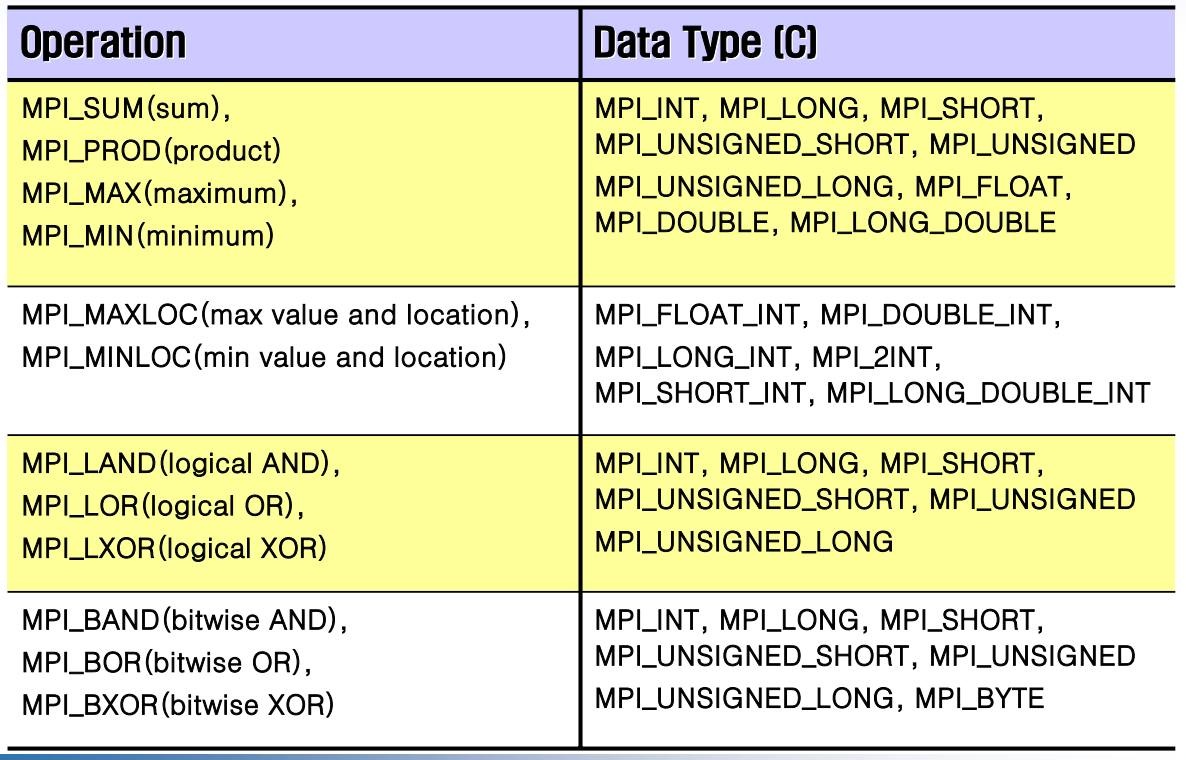 Operation
Data Type (C)
MPI_SUM(sum),
MPI_PROD(product)
MPI_MAX(maximum),
MPI_MIN(minimum)
MPI_INT, MPI_LONG, MPI_SHORT,
MPI_UNSIGNED_SHORT, MPI_UNSIGNED
MPI_UNSIGNED_LONG, MPI_FLOAT,
MPI_DOUBLE, MPI_LONG_DOUBLE
MPI_MAXLOC(max value and location),
MPI_MINLOC(min value and location)
MPI_FLOAT_INT, MPI_DOUBLE_INT,
MPI_LONG_INT, MPI_2INT,
MPI_SHORT_INT, MPI_LONG_DOUBLE_INT
MPI_LAND(logical AND),
MPI_LOR(logical OR),
MPI_LXOR(logical XOR)
MPI_INT, MPI_LONG, MPI_SHORT,
MPI_UNSIGNED_SHORT, MPI_UNSIGNED
MPI_UNSIGNED_LONG
MPI_BAND(bitwise AND),
MPI_BOR(bitwise OR),
MPI_BXOR(bitwise XOR)
MPI_INT, MPI_LONG, MPI_SHORT,
MPI_UNSIGNED_SHORT, MPI_UNSIGNED
MPI_UNSIGNED_LONG, MPI_BYTE